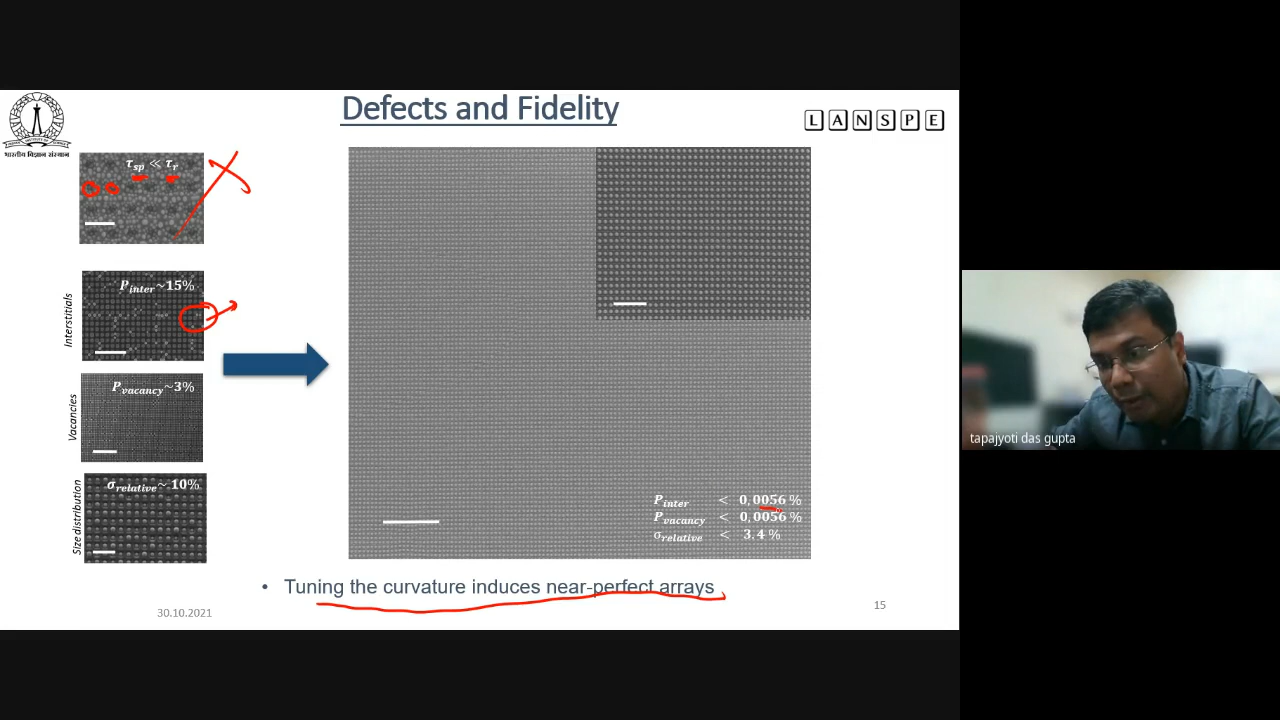 Defects and Fidelity
LANSPE
भारतीय विज्ञान संस्थान
τsp ≪ τr
Interstitials
Pinter~15%
Vacancies
Pvacancy~3%
Size distribution
σrelative~10%
Pinter < 0,0056 %
Pvacancy < 0,0056 %
σrelative < 3.4 %
• Tuning the curvature induces near-perfect arrays
30.10.2021
15
tapajyoti das gupta